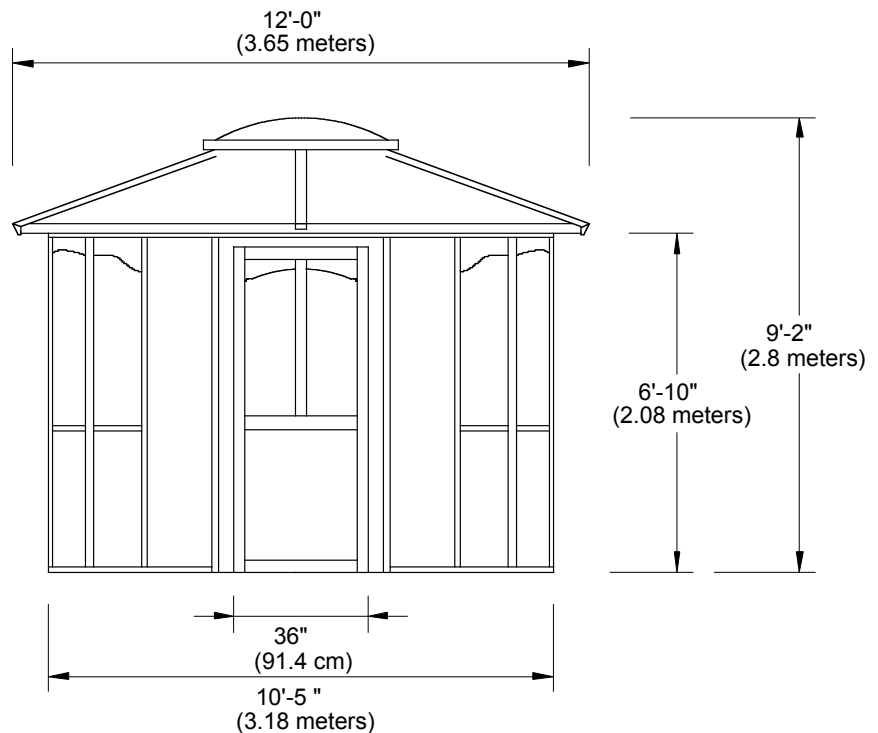 12'-0"
(3.65 meters)
9'-2"
(2.8 meters)
6'-10"
(2.08 meters)
36"
(91.4 cm)
10'-5 "
(3.18 meters)